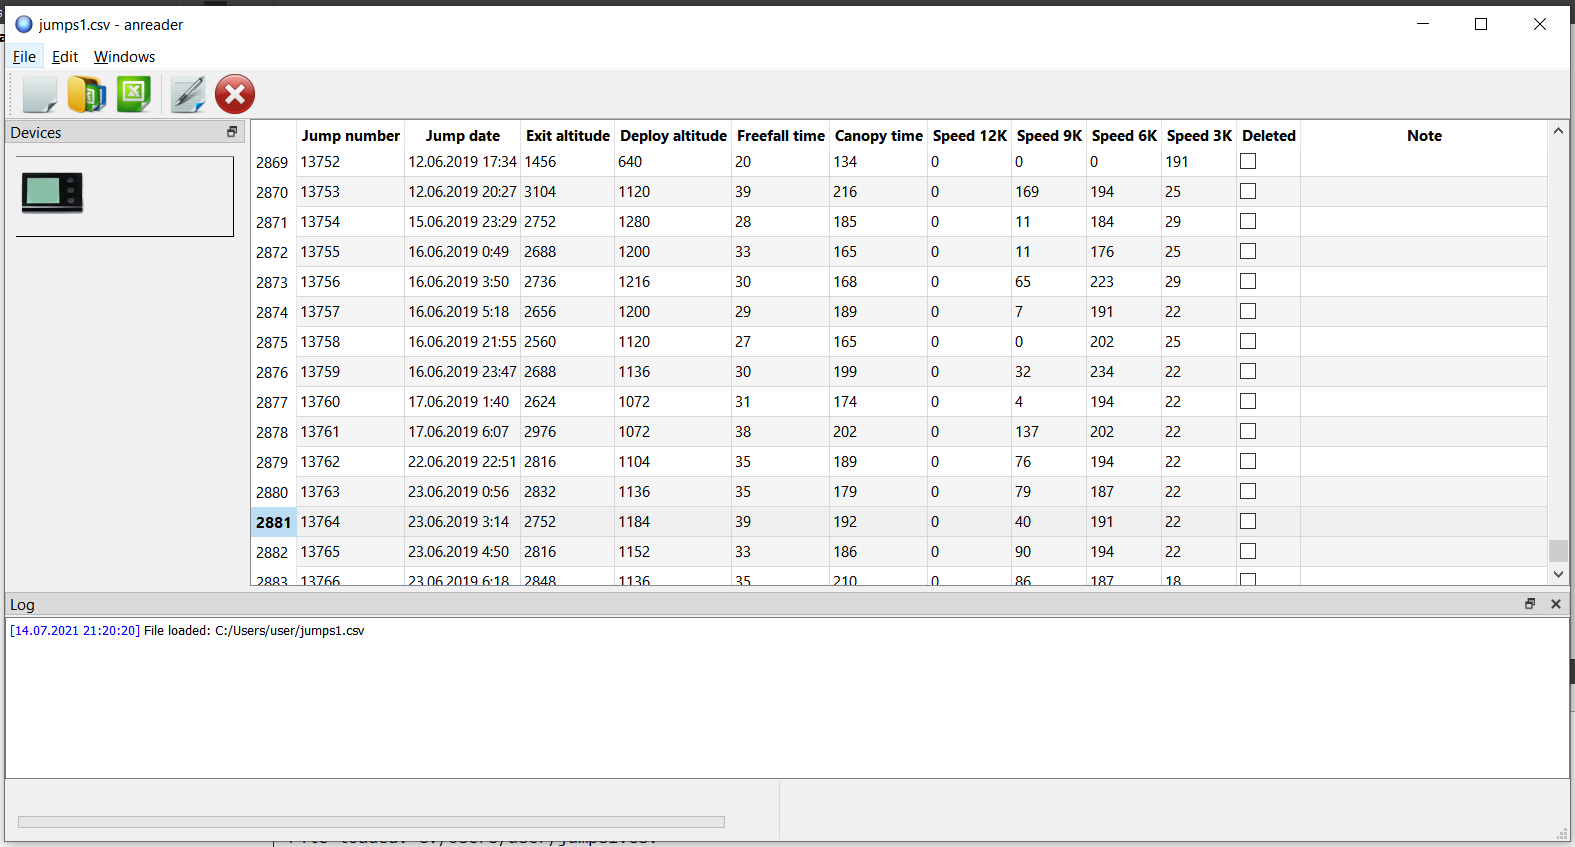 jumps1.csv - anreader
File Edit Windows
Devices
Jump number Jump date Exit altitude Deploy altitude Freefall time Canopy time Speed 12K Speed 9K Speed 6K Speed 3K Deleted Note
2869 13752 12.06.2019 17:34 1456 640 20 134 0 0 0 191
2870 13753 12.06.2019 20:27 3104 1120 39 216 0 169 194 25
2871 13754 15.06.2019 23:29 2752 1280 28 185 0 11 184 29
2872 13755 16.06.2019 0:49 2688 1200 33 165 0 11 176 25
2873 13756 16.06.2019 3:50 2736 1216 30 168 0 65 223 29
2874 13757 16.06.2019 5:18 2656 1200 29 189 0 7 191 22
2875 13758 16.06.2019 21:55 2560 1120 27 165 0 0 202 25
2876 13759 16.06.2019 23:47 2688 1136 30 199 0 32 234 22
2877 13760 17.06.2019 1:40 2624 1072 31 174 0 4 194 22
2878 13761 17.06.2019 6:07 2976 1072 38 202 0 137 202 22
2879 13762 22.06.2019 22:51 2816 1104 35 189 0 76 194 22
2880 13763 23.06.2019 0:56 2832 1136 35 179 0 79 187 22
2881 13764 23.06.2019 3:14 2752 1184 39 192 0 40 191 22
2882 13765 23.06.2019 4:50 2816 1152 33 186 0 90 194 22
2883 13766 23.06.2019 6:18 2848 1136 35 210 0 86 187 18
Log
[14.07.2021 21:20:20] File loaded: C:/Users/user/jumps1.csv